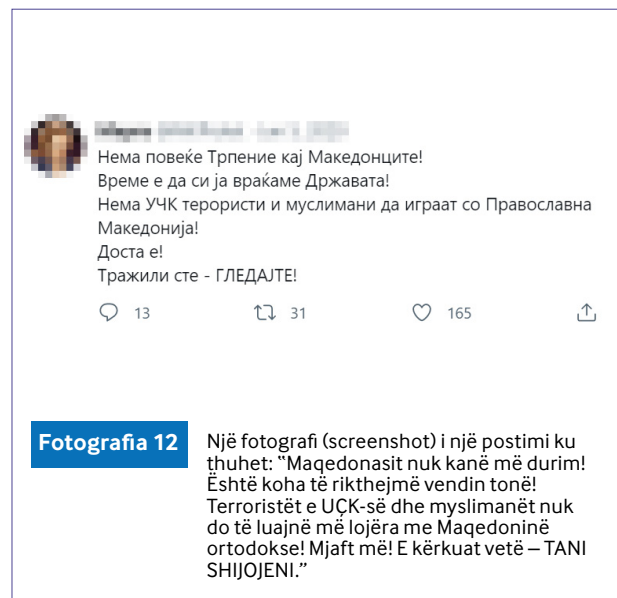 Нема повеќе Трпение кај Македонците!
Време е да си ја враќаме Државата!
Нема УЧК терористи и муслимани да играат со Православна
Македонија!
Доста е!
Тражили сте - ГЛЕДАЈТЕ!
13 31 165
Fotografia 12
Një fotografi (screenshot) i një postimi ku
thuhet: “Maqedonasit nuk kanë më durim!
Është koha të rikthejmë vendin tonë!
Terroristët e UÇK-së dhe myslimanët nuk
do të luajnë më lojëra me Maqedoninë
ortodokse! Mjaft më! E kërkuat vetë – TANI
SHIJOJENI.”